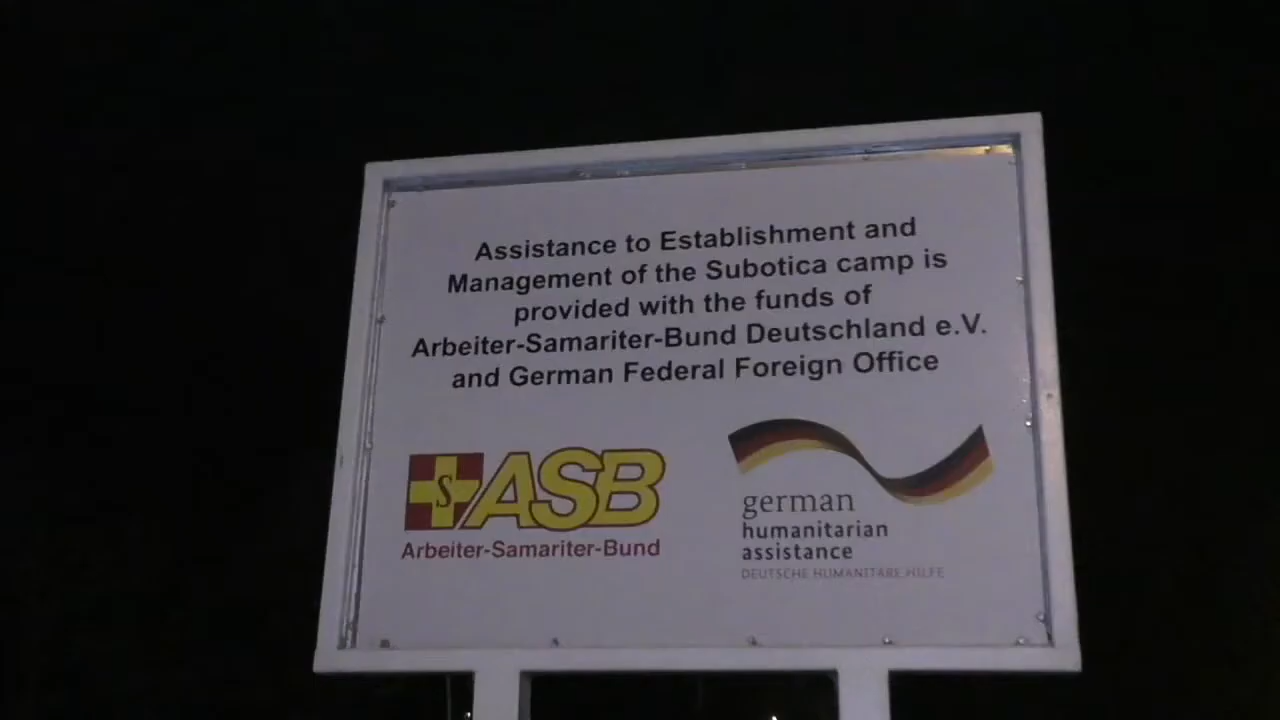 Assistance to Establishment and
Management of the Subotica camp is
provided with the funds of
Arbeiter-Samariter-Bund Deutschland e.V.
and German Federal Foreign Office
S ASB
Arbeiter-Samariter-Bund
german
humanitarian
assistance
DEUTSCHE HUMANITÄRE HILFE